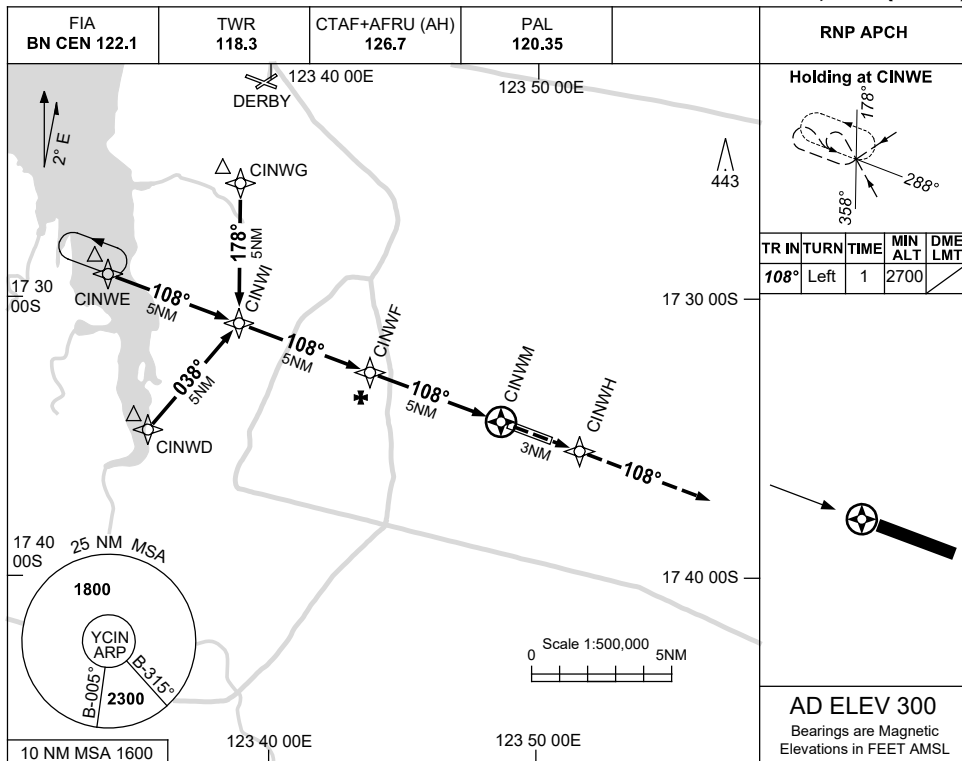 FIA
BN CEN 122.1
TWR
118.3
CTAF+AFRU (AH)
126.7
PAL
120.35
RNP APCH
123 40 00E
123 50 00E
DERBY
2° E
CINWG
443
178°
5NM
CINWI
CINWE
108°
5NM
17 30
00S
17 30 00S
CINWF
108°
5NM
038°
5NM
CINWD
CINWM
108°
5NM
CINWH
3NM
108°
17 40
00S
17 40 00S
25 NM MSA
1800
YCIN
ARP
B-005°
B-315°
2300
10 NM MSA 1600
Scale 1:500,000
0 5NM
123 40 00E
123 50 00E
Holding at CINWE
178°
288°
358°
TR IN TURN TIME MIN ALT DME LMT
108° Left 1 2700
AD ELEV 300
Bearings are Magnetic
Elevations in FEET AMSL